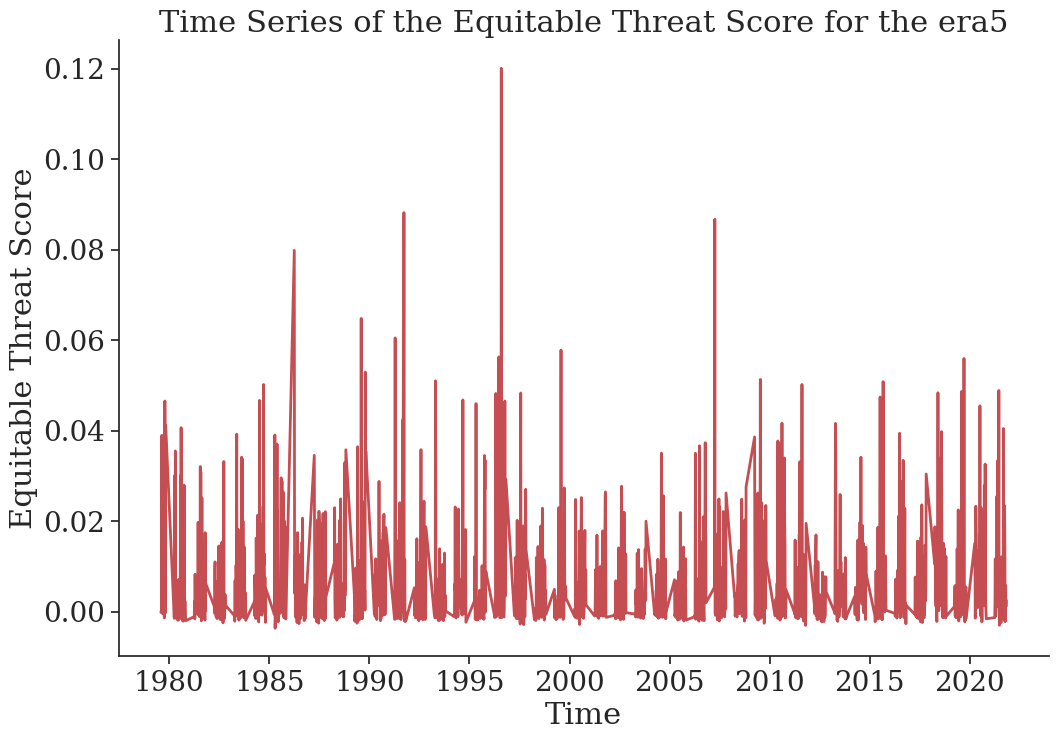 Time Series of the Equitable Threat Score for the era5
Equitable Threat Score
0.12
0.10
0.08
0.06
0.04
0.02
0.00
1980 1985 1990 1995 2000 2005 2010 2015 2020
Time